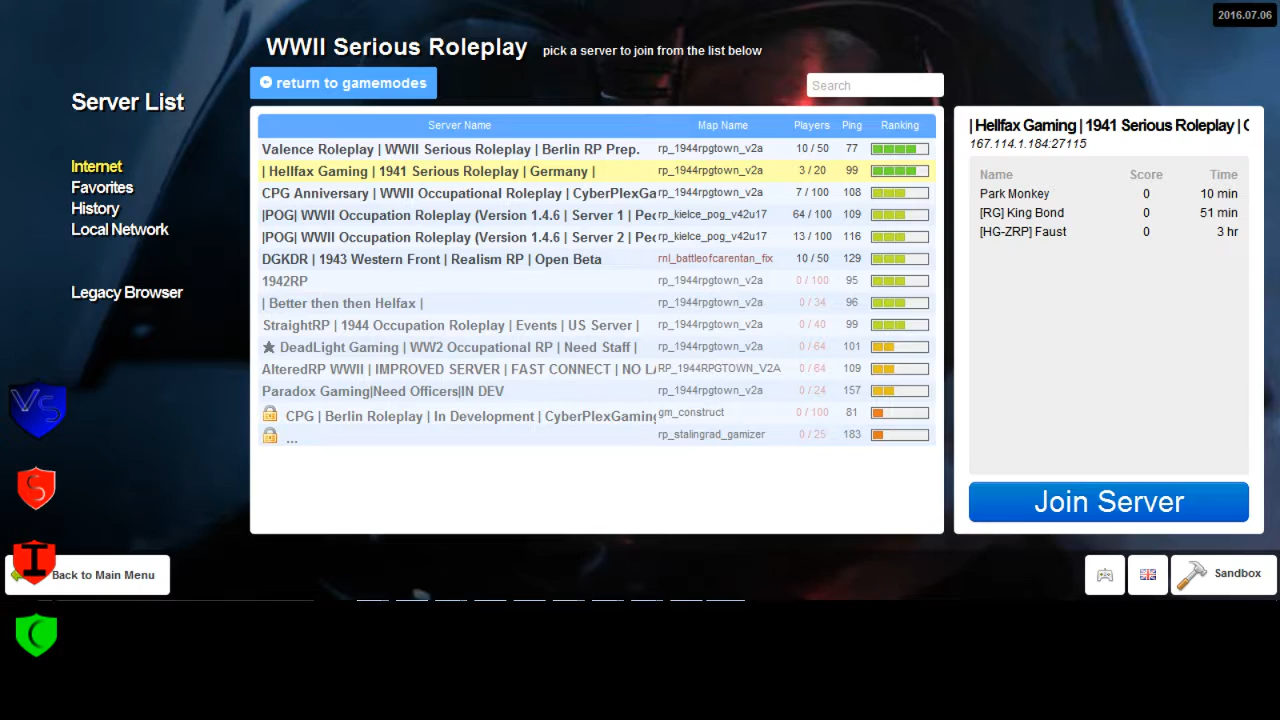 2016.07.06
WWII Serious Roleplay pick a server to join from the list below
return to gamemodes
Search
Server List
Internet
Favorites
History
Local Network
Legacy Browser
Server Name Map Name Players Ping Ranking
Valence Roleplay | WWII Serious Roleplay | Berlin RP Prep. rp_1944rpgtown_v2a 10 / 50 77
| Hellfax Gaming | 1941 Serious Roleplay | Germany | rp_1944rpgtown_v2a 3 / 20 99
CPG Anniversary | WWII Occupational Roleplay | CyberPlexGa rp_1944rpgtown_v2a 7 / 100 108
|POG| WWII Occupation Roleplay (Version 1.4.6 | Server 1 | Pec rp_kielce_pog_v42u17 64 / 100 109
|POG| WWII Occupation Roleplay (Version 1.4.6 | Server 2 | Pec rp_kielce_pog_v42u17 13 / 100 116
DGKDR | 1943 Western Front | Realism RP | Open Beta rnl_battleofcarentan_fix 10 / 50 129
1942RP rp_1944rpgtown_v2a 0 / 100 95
| Better then then Helfax | rp_1944rpgtown_v2a 0 / 34 96
StraightRP | 1944 Occupation Roleplay | Events | US Server | rp_1944rpgtown_v2a 0 / 40 99
★ DeadLight Gaming | WW2 Occupational RP | Need Staff | rp_1944rpgtown_v2a 0 / 64 101
AlteredRP WWII | IMPROVED SERVER | FAST CONNECT | NO LA RP_1944RPGTOWN_V2A 0 / 64 109
Paradox Gaming|Need Officers|IN DEV rp_1944rpgtown_v2a 0 / 24 157
CPG | Berlin Roleplay | In Development | CyberPlexGaming gm_construct 0 / 100 81
... rp_stalingrad_gamizer 0 / 25 183
| Hellfax Gaming | 1941 Serious Roleplay | G
167.114.1.184:27115
Name Score Time
Park Monkey 0 10 min
[RG] King Bond 0 51 min
[HG-ZRP] Faust 0 3 hr
Join Server
VS
S
I
Back to Main Menu
Sandbox
C